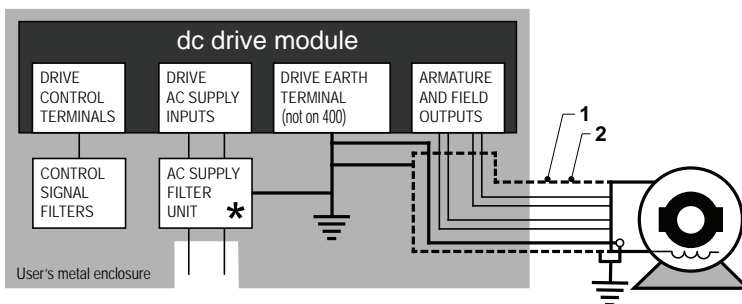 dc drive module
DRIVE
CONTROL
TERMINALS
DRIVE
AC SUPPLY
INPUTS
DRIVE EARTH
TERMINAL
(not on 400)
ARMATURE
AND FIELD
OUTPUTS
1
2
CONTROL
SIGNAL
FILTERS
AC SUPPLY
FILTER
UNIT *
User's metal enclosure